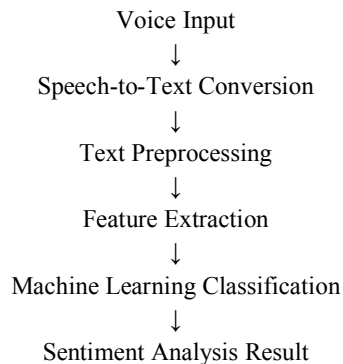 Voice Input
↓
Speech-to-Text Conversion
↓
Text Preprocessing
↓
Feature Extraction
↓
Machine Learning Classification
↓
Sentiment Analysis Result